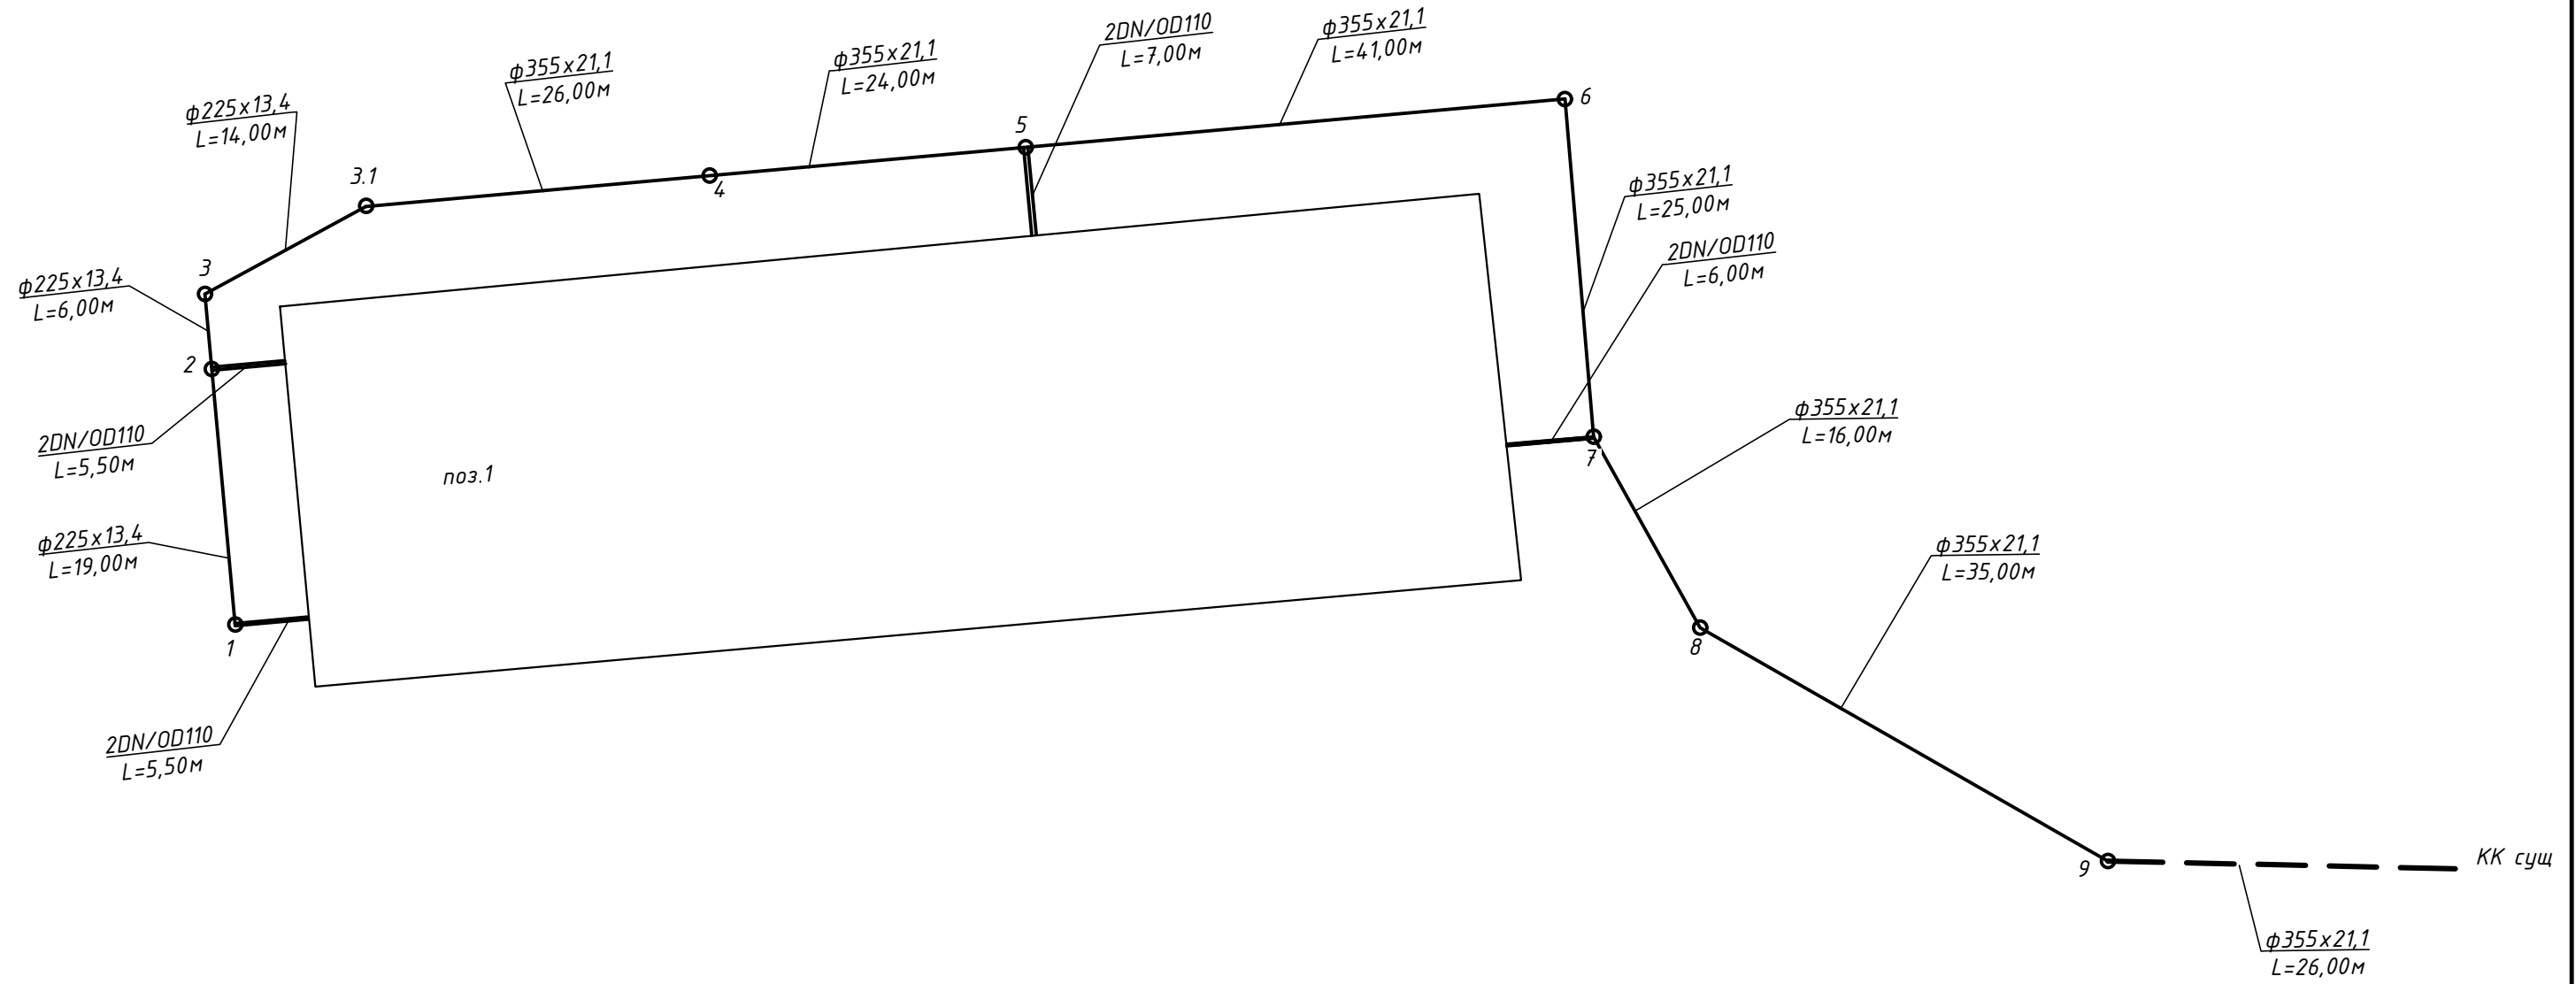 2DN/OD110
L=7,00м
ф355x21,1
L=41,00м
ф355x21,1
L=24,00м
ф355x21,1
L=26,00м
ф225x13,4
L=14,00м
6
5
3.1
4
ф355x21,1
L=25,00м
2DN/OD110
L=6,00м
3
ф225x13,4
L=6,00м
2
ф355x21,1
L=16,00м
2DN/OD110
L=5,50м
7
поз.1
ф225x13,4
L=19,00м
ф355x21,1
L=35,00м
1
8
2DN/OD110
L=5,50м
9
КК сущ
ф355x21,1
L=26,00м